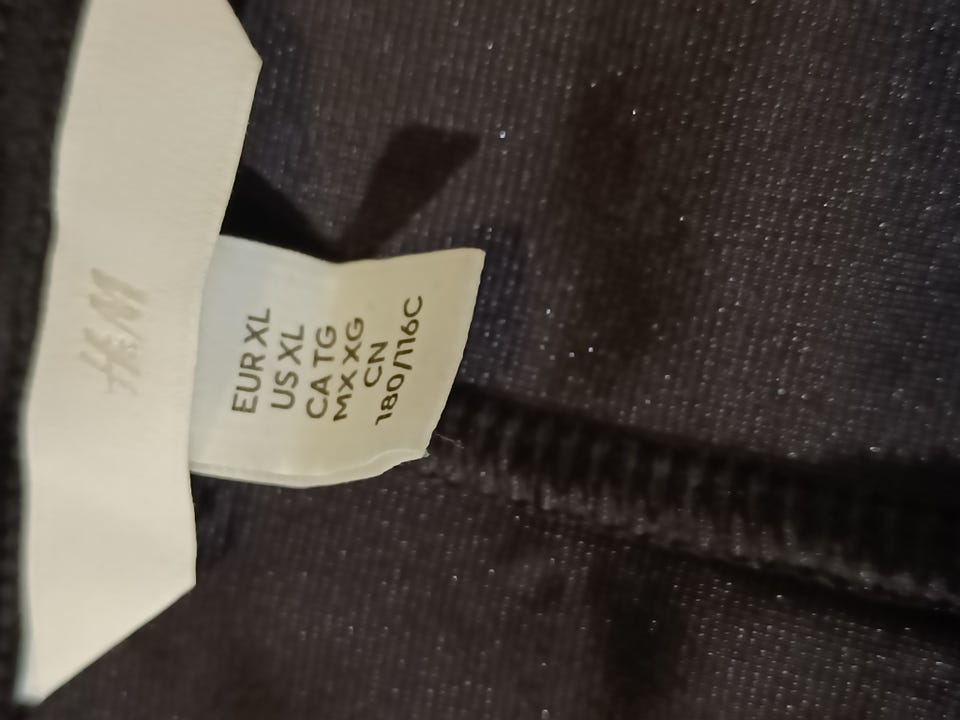 H&M
EUR XL
US XL
CA TG
MX XG
CN
180/116C